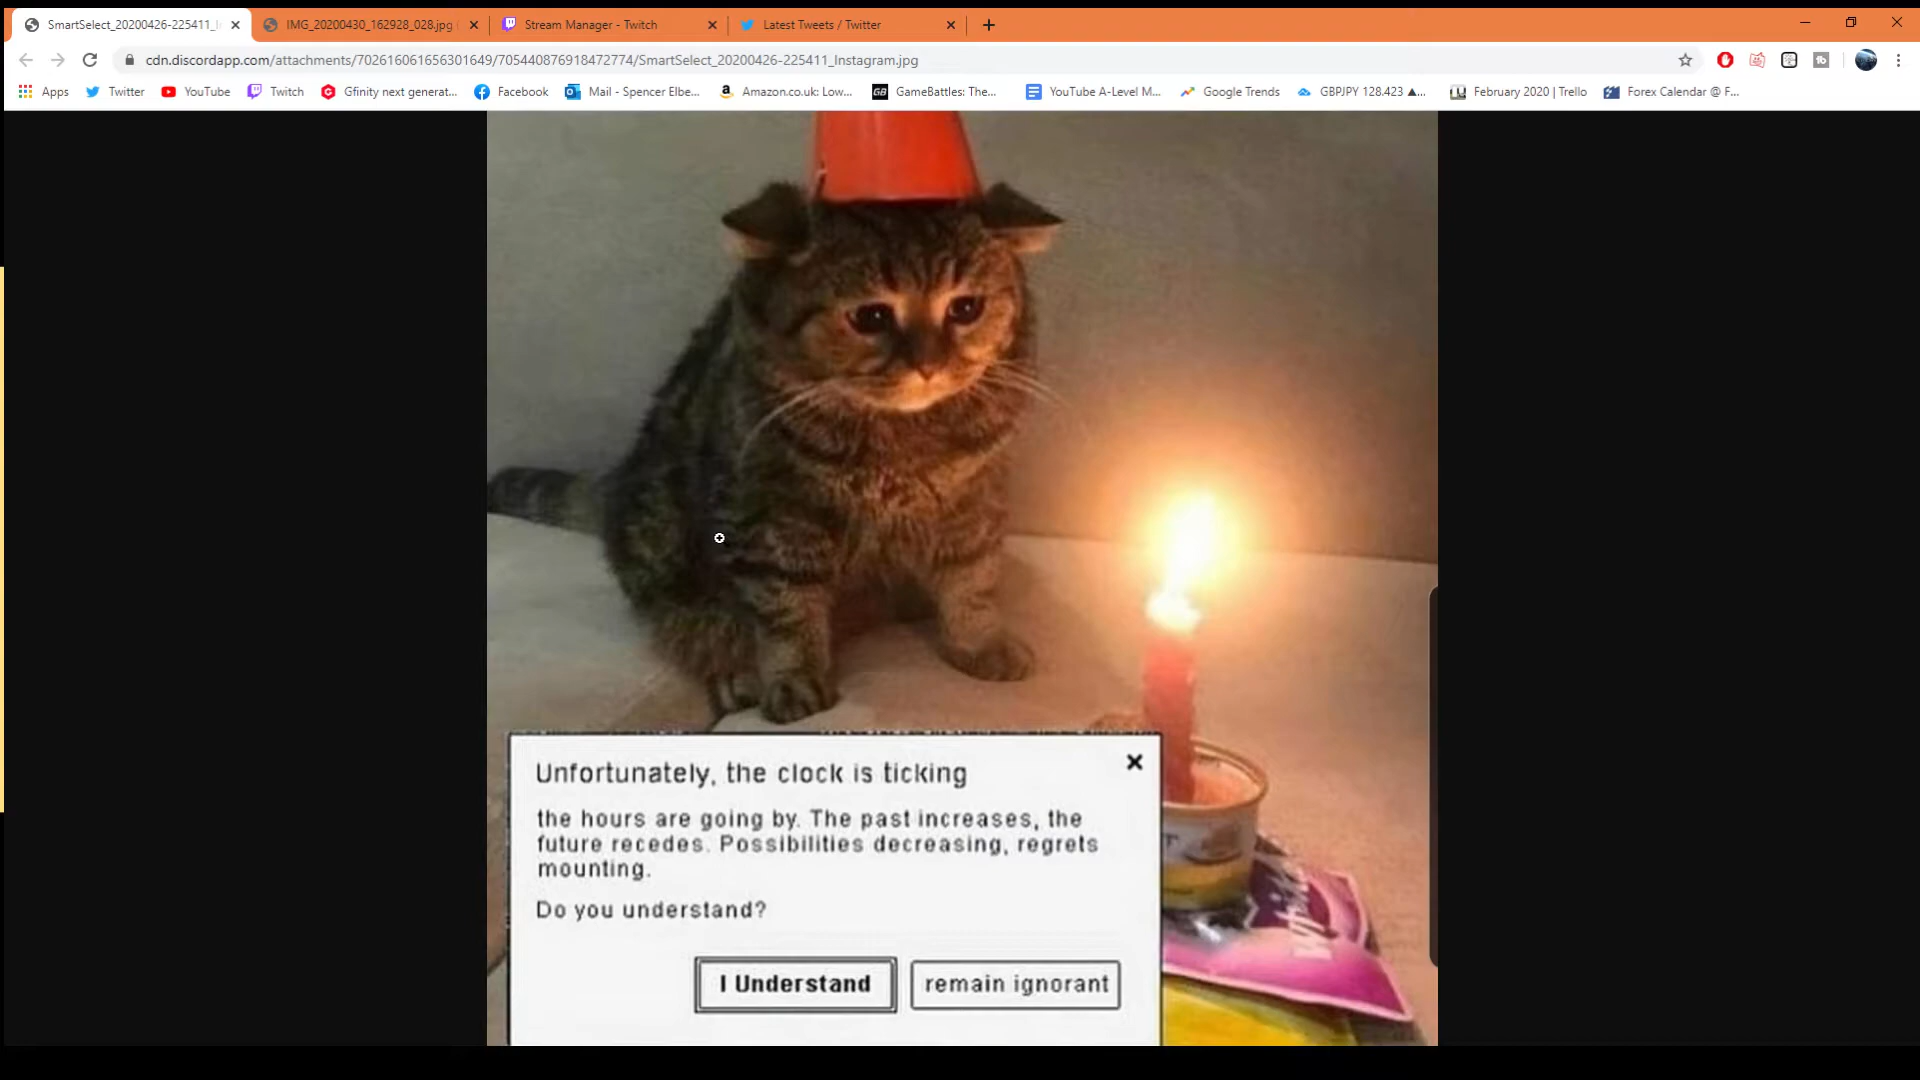 SmartSelect_20200426-225411_I
IMG_20200430_162928_028.jpg
Stream Manager - Twitch
Latest Tweets / Twitter
cdn.discordapp.com/attachments/702616061656301649/705440876918472774/SmartSelect_20200426-225411_Instagram.jpg
Apps
Twitter
YouTube
Twitch
Gfinity next generat...
Facebook
Mail - Spencer Elbe...
Amazon.co.uk: Low...
GameBattles: The...
YouTube A-Level M...
Google Trends
GBPJPY 128.423 ▲...
February 2020 | Trello
Forex Calendar @ F...
Unfortunately, the clock is ticking
the hours are going by. The past increases, the
future recedes. Possibilities decreasing, regrets
mounting.
Do you understand?
I Understand
remain ignorant